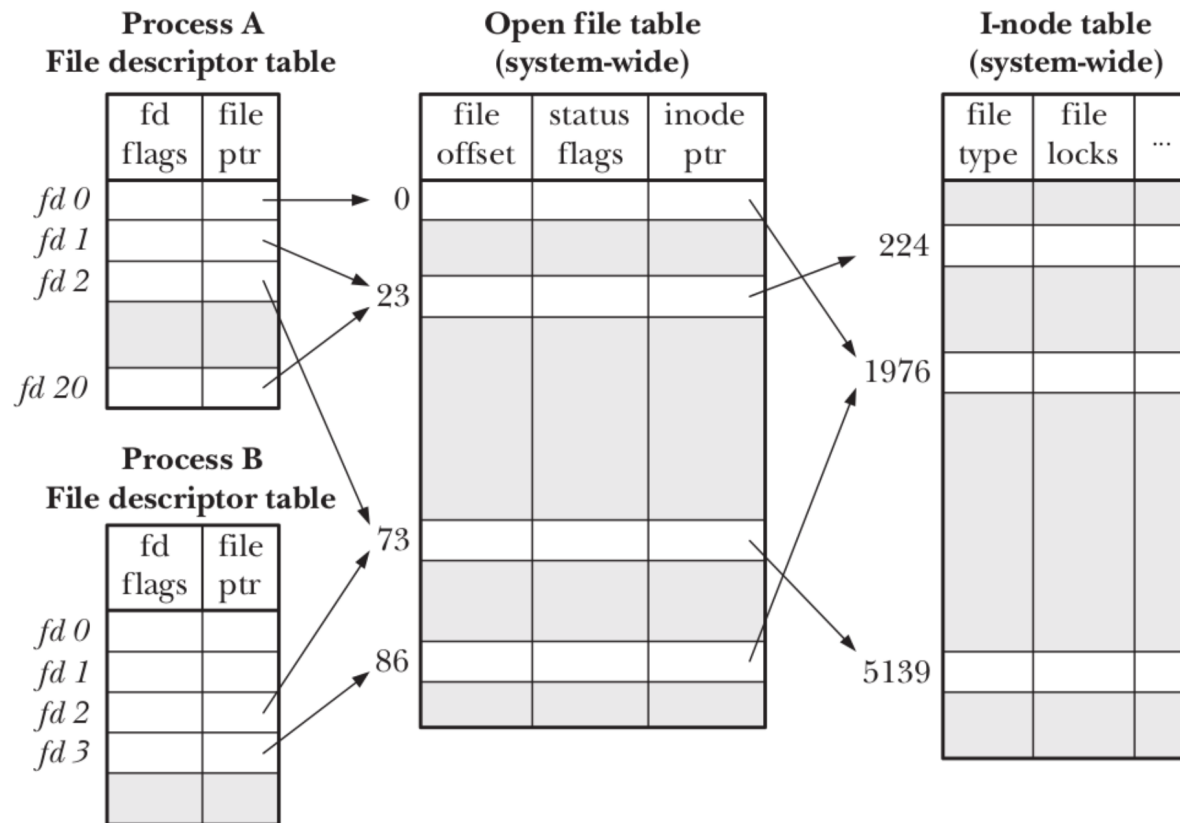 Process A
File descriptor table
fd flags
file ptr
fd 0
fd 1
fd 2
fd 20
Process B
File descriptor table
fd flags
file ptr
fd 0
fd 1
fd 2
fd 3
Open file table
(system-wide)
file offset
status flags
inode ptr
0
23
73
86
I-node table
(system-wide)
file type
file locks
...
224
1976
5139